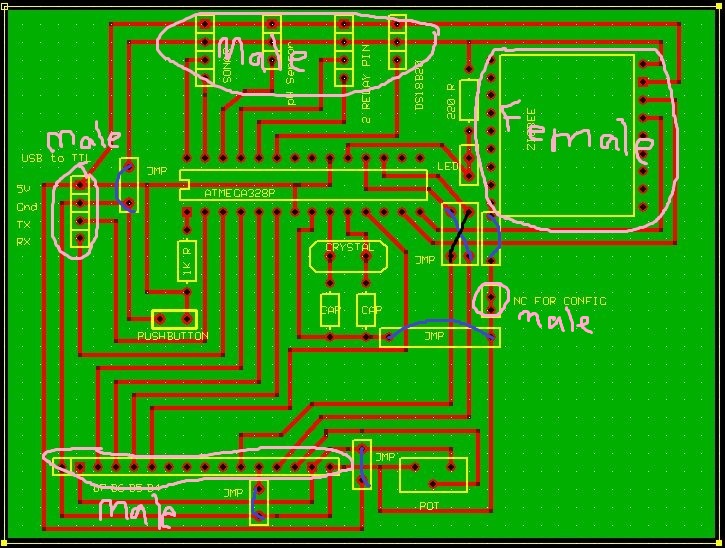 male
SONAR
pH Sensor
2 RELAY PIN
DS18B20
220 R
ZIGBEE
Female
male
USB to TTL
5V
Gnd
TX
RX
JMP
LED
ATMEGA328P
1K R
CRYSTAL
JMP
CAP
CAP
NC FOR CONFIG
male
PUSHBUTTON
JMP
JMP
D7-D6-D5-D4
JMP
male
POT